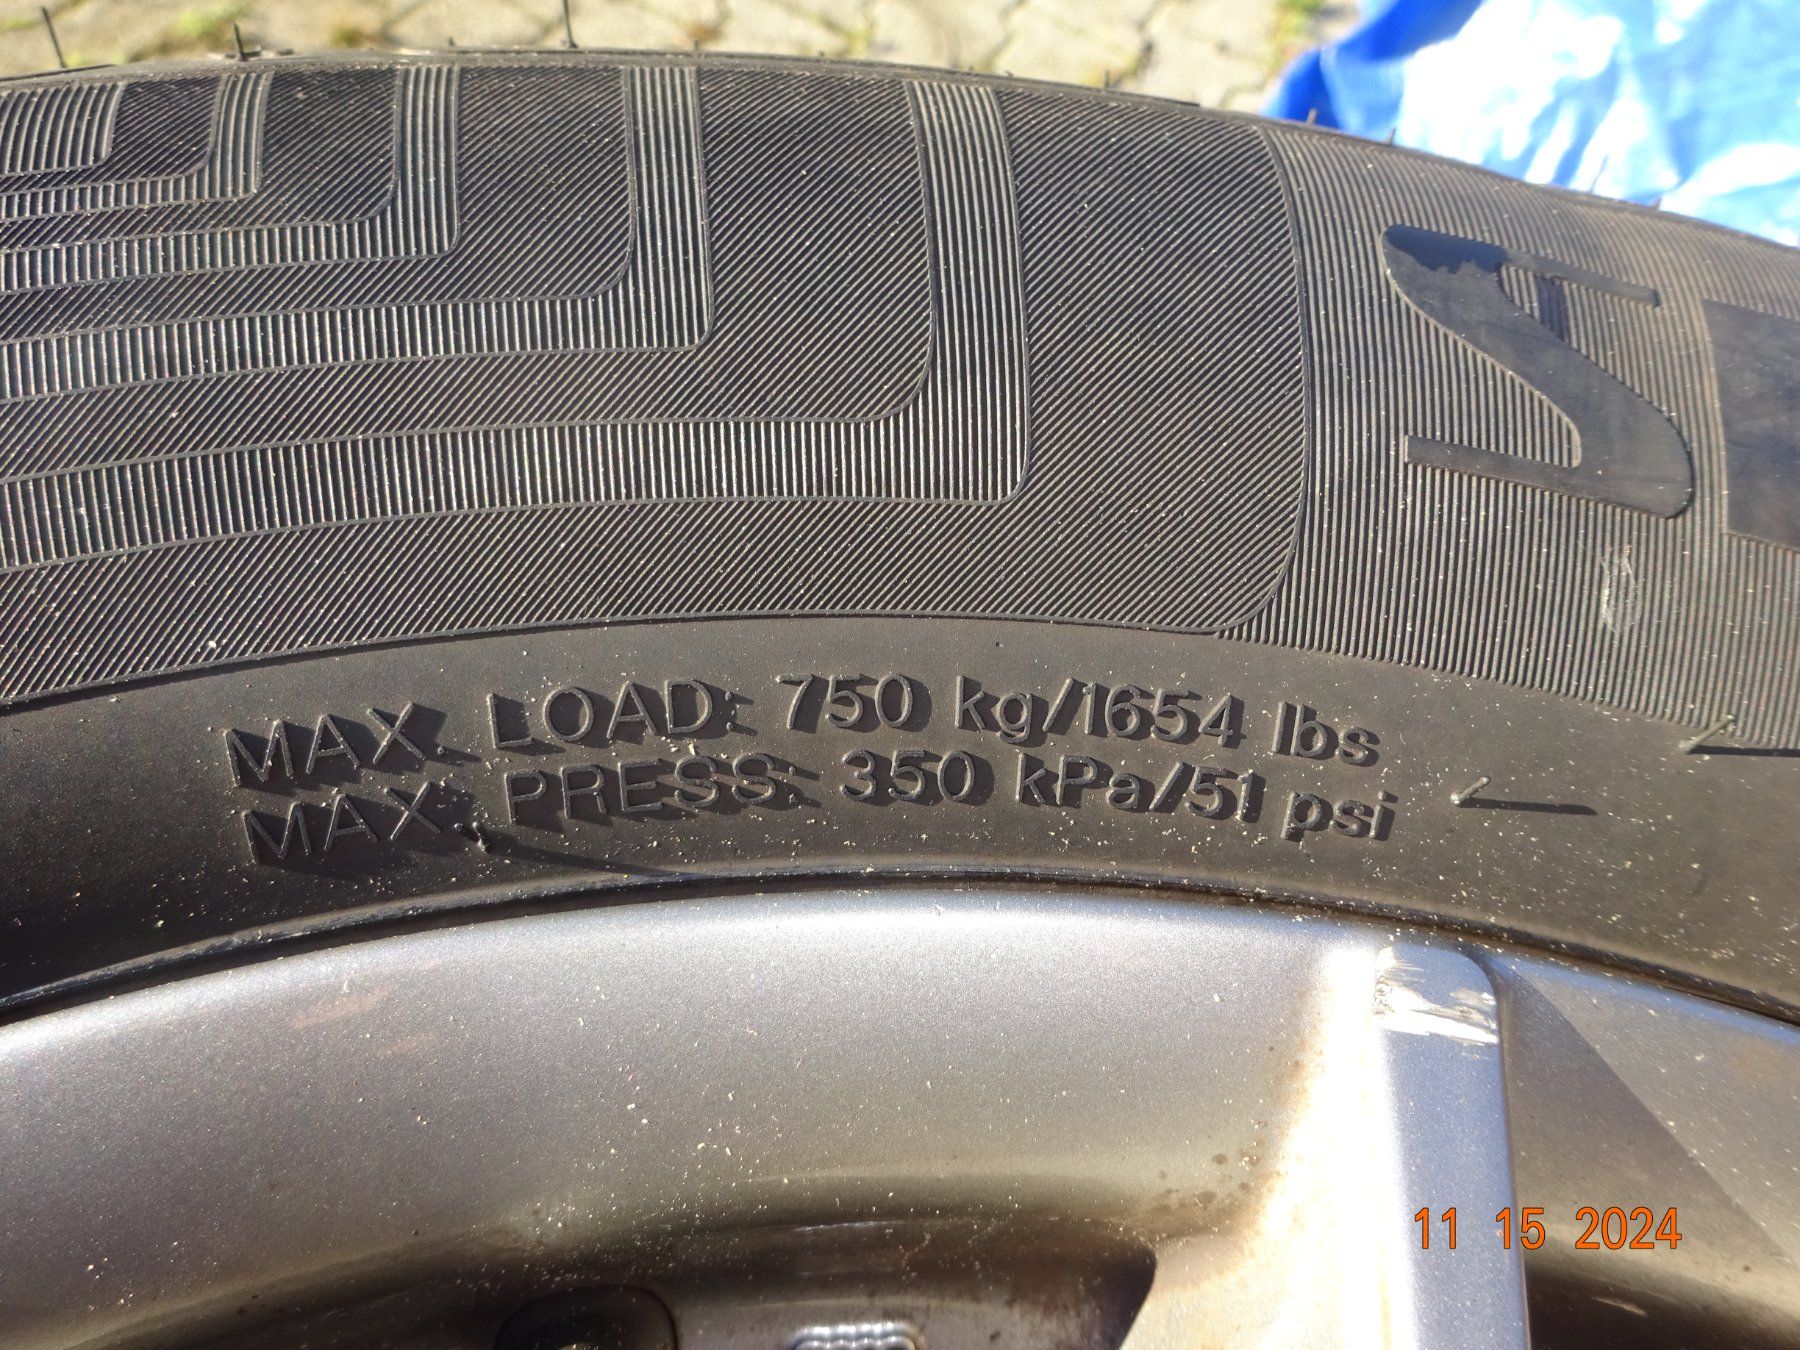 MAX. LOAD: 750 kg/1654 lbs
MAX. PRESS: 350 kPa/51 psi
11 15 2024